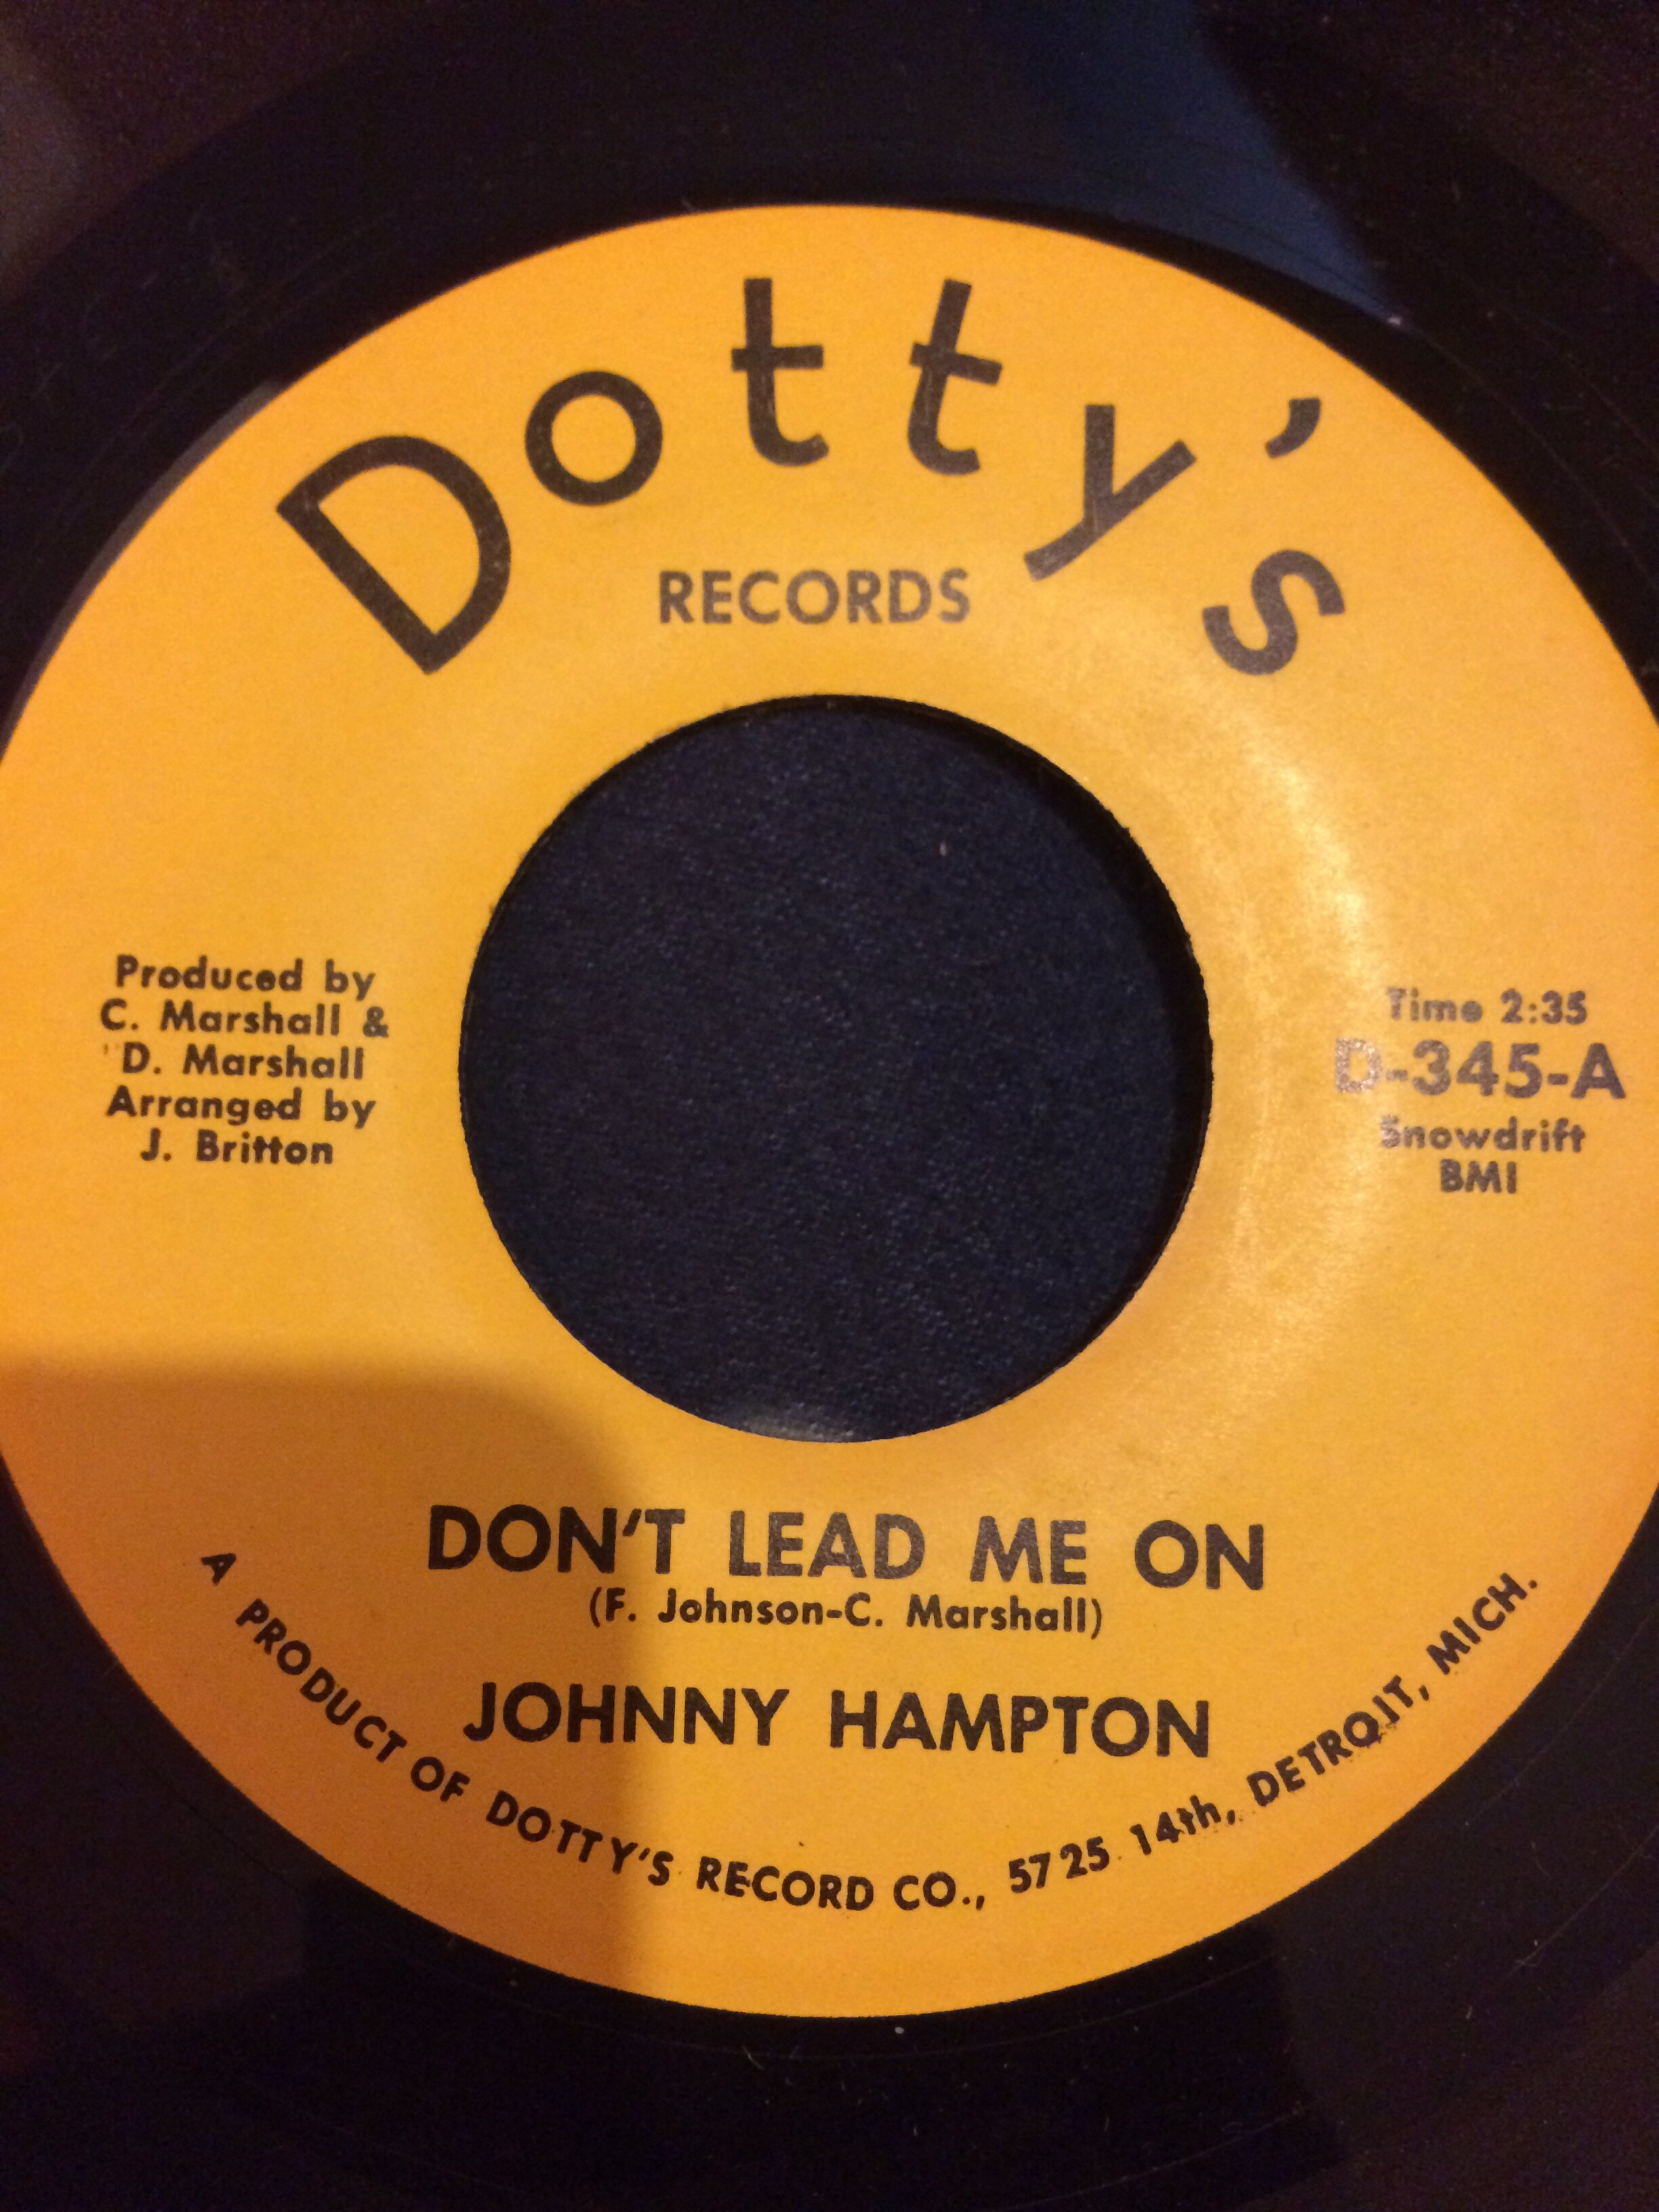 Dotty's
RECORDS
Produced by
C. Marshall &
D. Marshall
Arranged by
J. Britton
Time 2:35
D-345-A
Snowdrift
BMI
DON'T LEAD ME ON
(F. Johnson-C. Marshall)
JOHNNY HAMPTON
A PRODUCT OF DOTTY'S RECORD CO., 5725 14th, DETROIT, MICH.